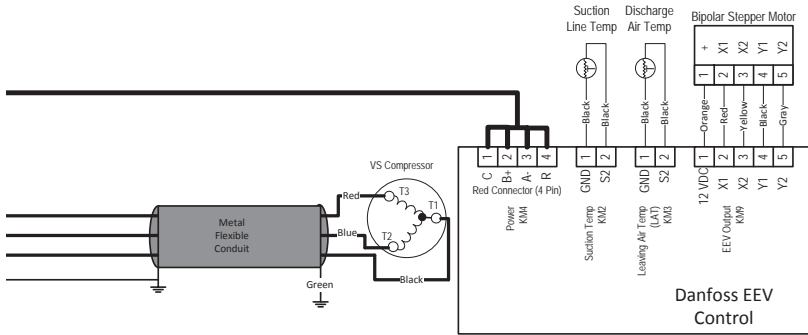 Suction
Line Temp
Discharge
Air Temp
Bipolar Stepper Motor
+
X1
X2
Y1
Y2
1
2
3
4
5
Black
Black
Black
Black
Orange
Red
Yellow
Black
Gray
1
2
3
4
C
B+
A-
R
Red Connector (4 Pin)
Power
KM4
1
2
GND
S2
Suction Temp
KM2
1
2
GND
S2
Leaving Air Temp
(LAT)
KM3
1
2
3
4
5
12 VDC
X1
X2
Y1
Y2
EEV Output
KM9
VS Compressor
T3
T1
T2
Red
Blue
Black
Metal
Flexible
Conduit
Green
Danfoss EEV
Control